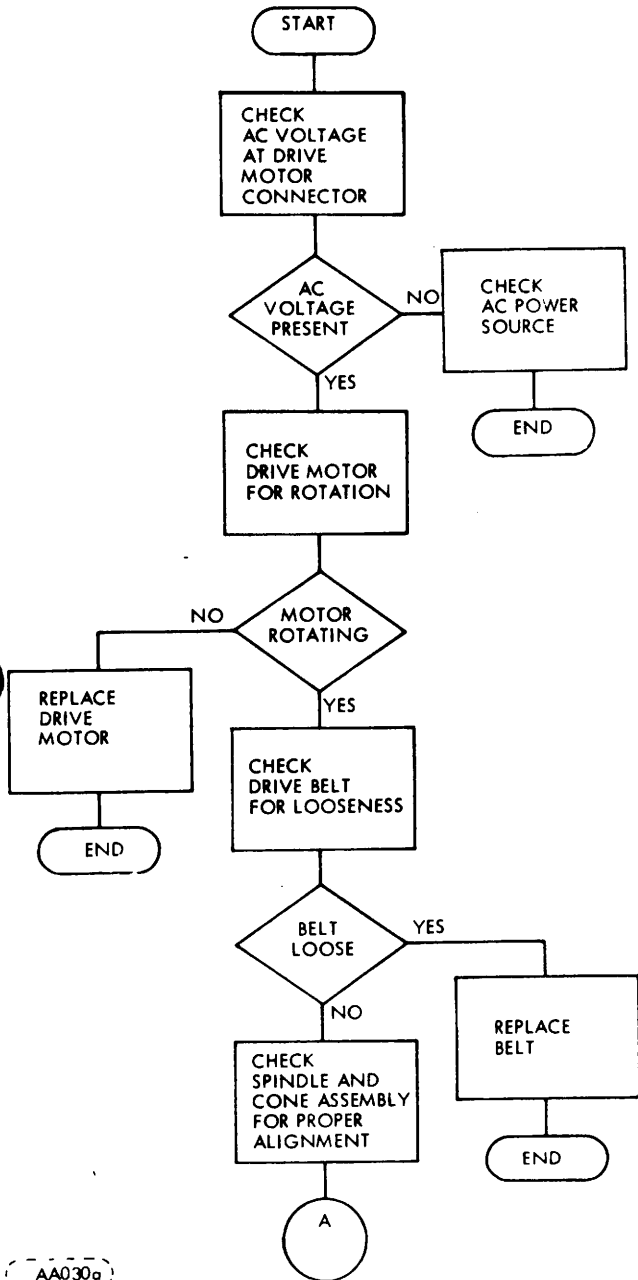 START
CHECK
AC VOLTAGE
AT DRIVE
MOTOR
CONNECTOR
AC
VOLTAGE
PRESENT
NO
CHECK
AC POWER
SOURCE
YES
END
CHECK
DRIVE MOTOR
FOR ROTATION
MOTOR
ROTATING
NO
YES
REPLACE
DRIVE
MOTOR
END
CHECK
DRIVE BELT
FOR LOOSENESS
BELT
LOOSE
YES
NO
REPLACE
BELT
END
CHECK
SPINDLE AND
CONE ASSEMBLY
FOR PROPER
ALIGNMENT
A
AA030a